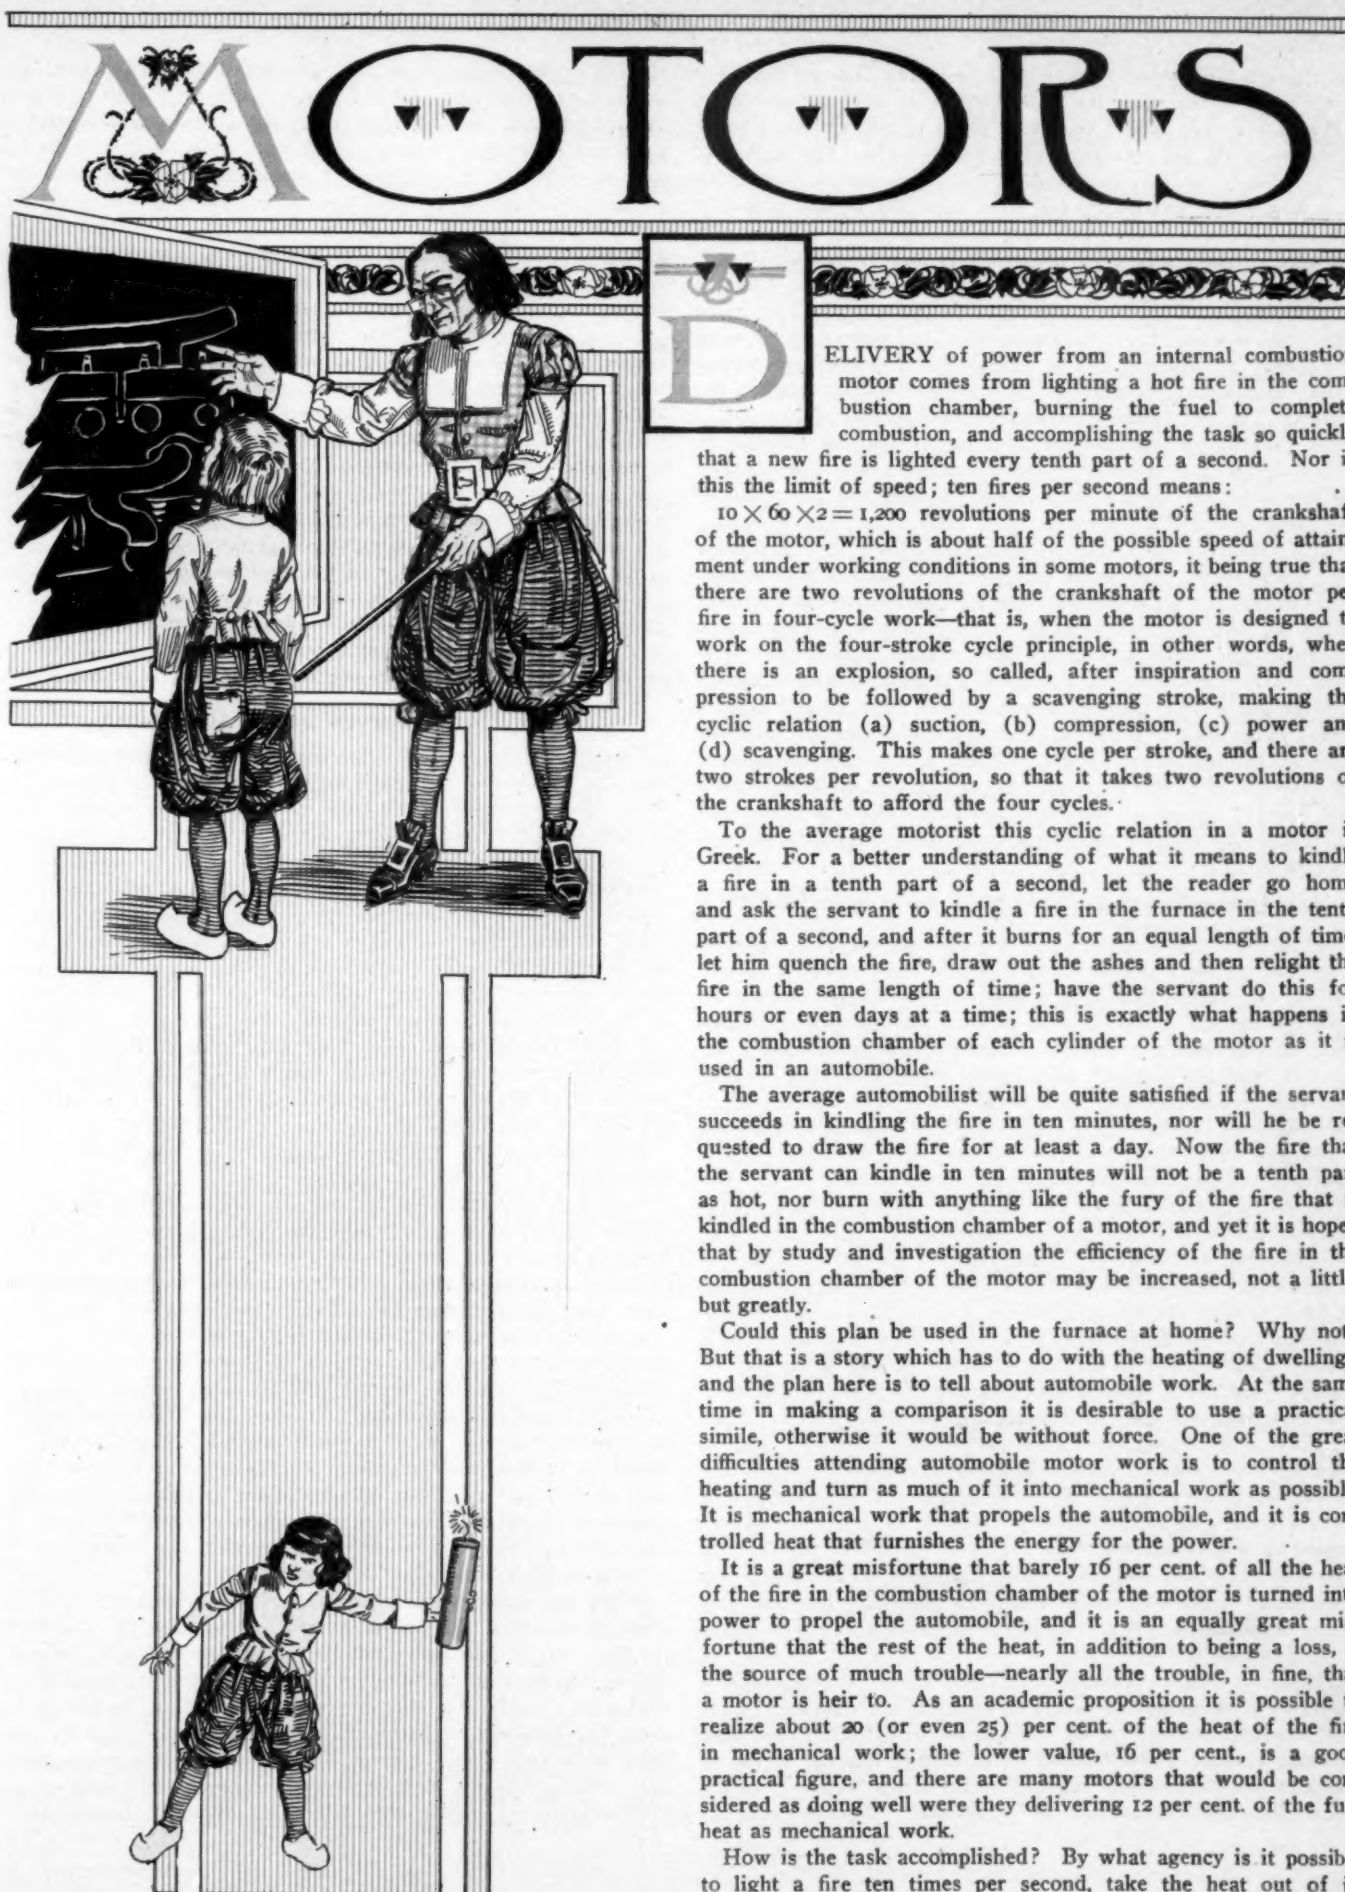 MOTORS
DELIVERY of power from an internal combustio
motor comes from lighting a hot fire in the com
bustion chamber, burning the fuel to complet
combustion, and accomplishing the task so quickl
that a new fire is lighted every tenth part of a second. Nor i
this the limit of speed; ten fires per second means:
10 × 60 × 2 = 1,200 revolutions per minute of the crankshaf
of the motor, which is about half of the possible speed of attain
ment under working conditions in some motors, it being true tha
there are two revolutions of the crankshaft of the motor pe
fire in four-cycle work—that is, when the motor is designed t
work on the four-stroke cycle principle, in other words, whe
there is an explosion, so called, after inspiration and com
pression to be followed by a scavenging stroke, making th
cyclic relation (a) suction, (b) compression, (c) power an
(d) scavenging. This makes one cycle per stroke, and there ar
two strokes per revolution, so that it takes two revolutions o
the crankshaft to afford the four cycles.
To the average motorist this cyclic relation in a motor i
Greek. For a better understanding of what it means to kindl
a fire in a tenth part of a second, let the reader go hom
and ask the servant to kindle a fire in the furnace in the tent
part of a second, and after it burns for an equal length of tim
let him quench the fire, draw out the ashes and then relight th
fire in the same length of time; have the servant do this fo
hours or even days at a time; this is exactly what happens i
the combustion chamber of each cylinder of the motor as it
used in an automobile.
The average automobilist will be quite satisfied if the servan
succeeds in kindling the fire in ten minutes, nor will he be re
quested to draw the fire for at least a day. Now the fire tha
the servant can kindle in ten minutes will not be a tenth par
as hot, nor burn with anything like the fury of the fire that
kindled in the combustion chamber of a motor, and yet it is hope
that by study and investigation the efficiency of the fire in th
combustion chamber of the motor may be increased, not a littl
but greatly.
Could this plan be used in the furnace at home? Why not
But that is a story which has to do with the heating of dwelling
and the plan here is to tell about automobile work. At the sam
time in making a comparison it is desirable to use a practic
simile, otherwise it would be without force. One of the grea
difficulties attending automobile motor work is to control th
heating and turn as much of it into mechanical work as possibl
It is mechanical work that propels the automobile, and it is con
trolled heat that furnishes the energy for the power.
It is a great misfortune that barely 16 per cent. of all the hea
of the fire in the combustion chamber of the motor is turned int
power to propel the automobile, and it is an equally great mis
fortune that the rest of the heat, in addition to being a loss,
the source of much trouble—nearly all the trouble, in fine, tha
a motor is heir to. As an academic proposition it is possible t
realize about 20 (or even 25) per cent. of the heat of the fir
in mechanical work; the lower value, 16 per cent., is a goo
practical figure, and there are many motors that would be con
sidered as doing well were they delivering 12 per cent. of the fu
heat as mechanical work.
How is the task accomplished? By what agency is it possib
to light a fire ten times per second, take the heat out of i